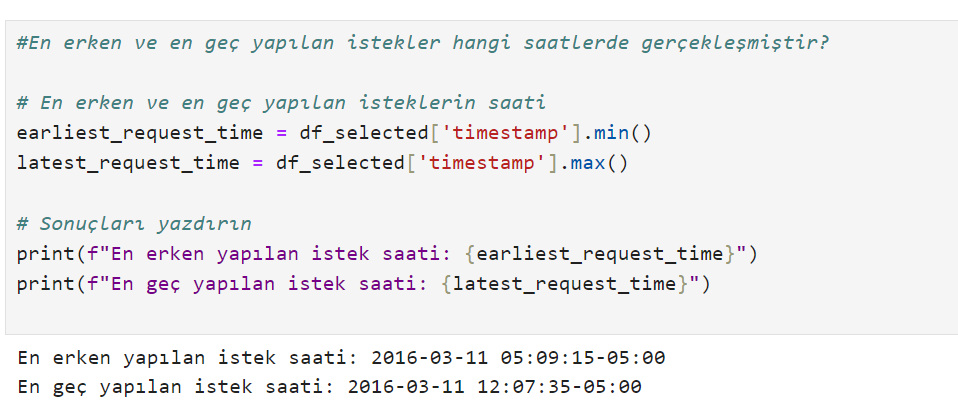 #En erken ve en geç yapılan istekler hangi saatlerde gerçekleşmiştir?
# En erken ve en geç yapılan isteklerin saati
earliest_request_time = df_selected['timestamp'].min()
latest_request_time = df_selected['timestamp'].max()
# Sonuçları yazdırın
print(f"En erken yapılan istek saati: {earliest_request_time}")
print(f"En geç yapılan istek saati: {latest_request_time}")
En erken yapılan istek saati: 2016-03-11 05:09:15-05:00
En geç yapılan istek saati: 2016-03-11 12:07:35-05:00